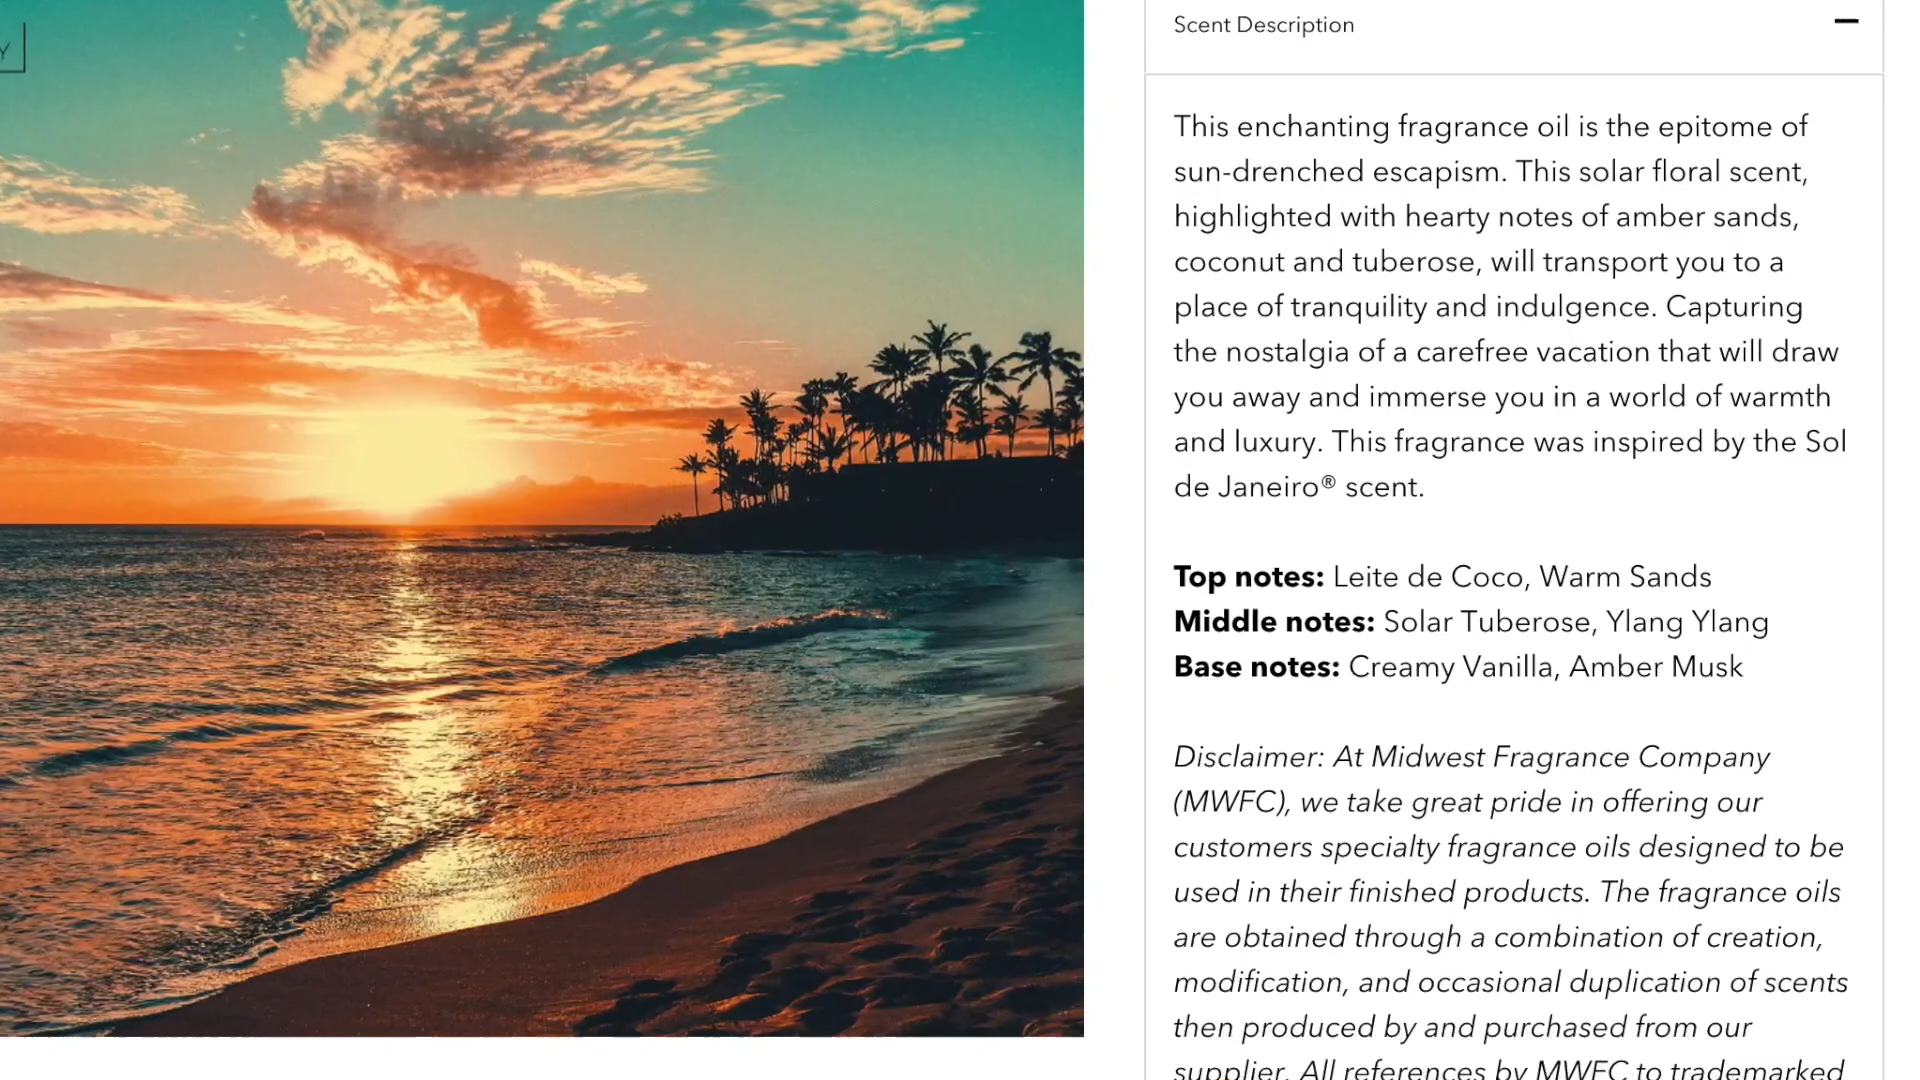 Y
Scent Description
This enchanting fragrance oil is the epitome of
sun-drenched escapism. This solar floral scent,
highlighted with hearty notes of amber sands,
coconut and tuberose, will transport you to a
place of tranquility and indulgence. Capturing
the nostalgia of a carefree vacation that will draw
you away and immerse you in a world of warmth
and luxury. This fragrance was inspired by the Sol
de Janeiro® scent.
Top notes: Leite de Coco, Warm Sands
Middle notes: Solar Tuberose, Ylang Ylang
Base notes: Creamy Vanilla, Amber Musk
Disclaimer: At Midwest Fragrance Company
(MWFC), we take great pride in offering our
customers specialty fragrance oils designed to be
used in their finished products. The fragrance oils
are obtained through a combination of creation,
modification, and occasional duplication of scents
then produced by and purchased from our
supplier. All references by MWFC to trademarked